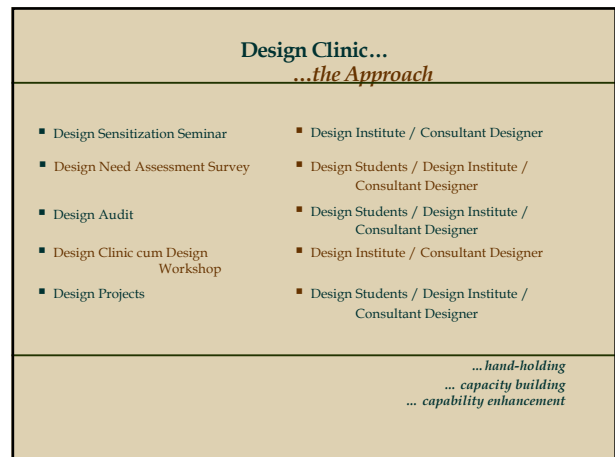 Design Clinic…
…the Approach
▪ Design Sensitization Seminar
▪ Design Institute / Consultant Designer
▪ Design Need Assessment Survey
▪ Design Students / Design Institute /
Consultant Designer
▪ Design Audit
▪ Design Students / Design Institute /
Consultant Designer
▪ Design Clinic cum Design
Workshop
▪ Design Institute / Consultant Designer
▪ Design Projects
▪ Design Students / Design Institute /
Consultant Designer
…hand-holding
… capacity building
… capability enhancement